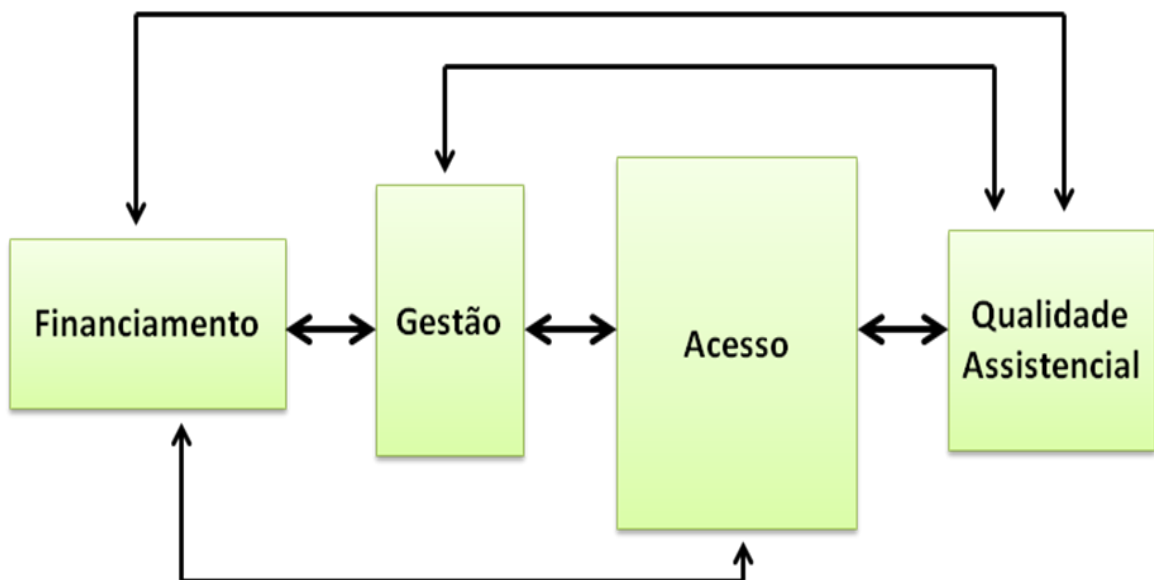 Financiamento
Gestão
Acesso
Qualidade
Assistencial